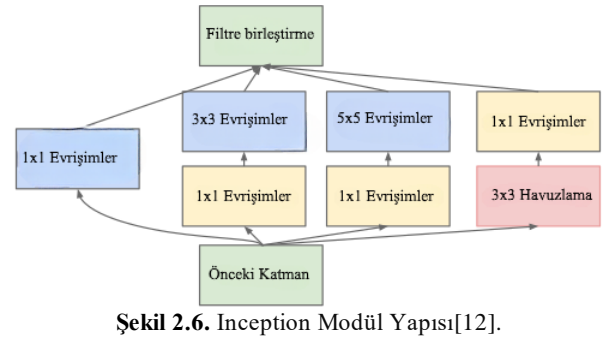 Filtre birleştirme
3x3 Evrişimler
5x5 Evrişimler
1x1 Evrişimler
1x1 Evrişimler
1x1 Evrişimler
1x1 Evrişimler
3x3 Havuzlama
Önceki Katman
Şekil 2.6. Inception Modül Yapısı[12].